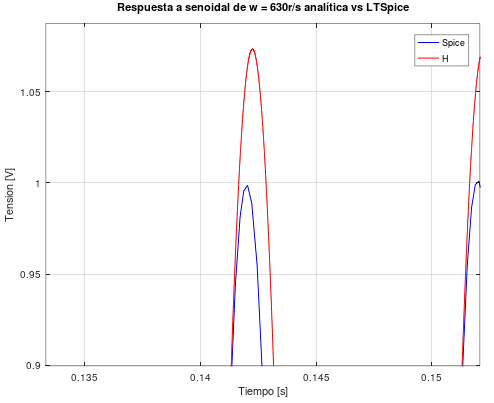 Respuesta a senoidal de w = 630r/s analítica vs LTSpice
Spice
H
1.05
1
0.95
0.9
Tension [V]
0.135
0.14
0.145
0.15
Tiempo [s]